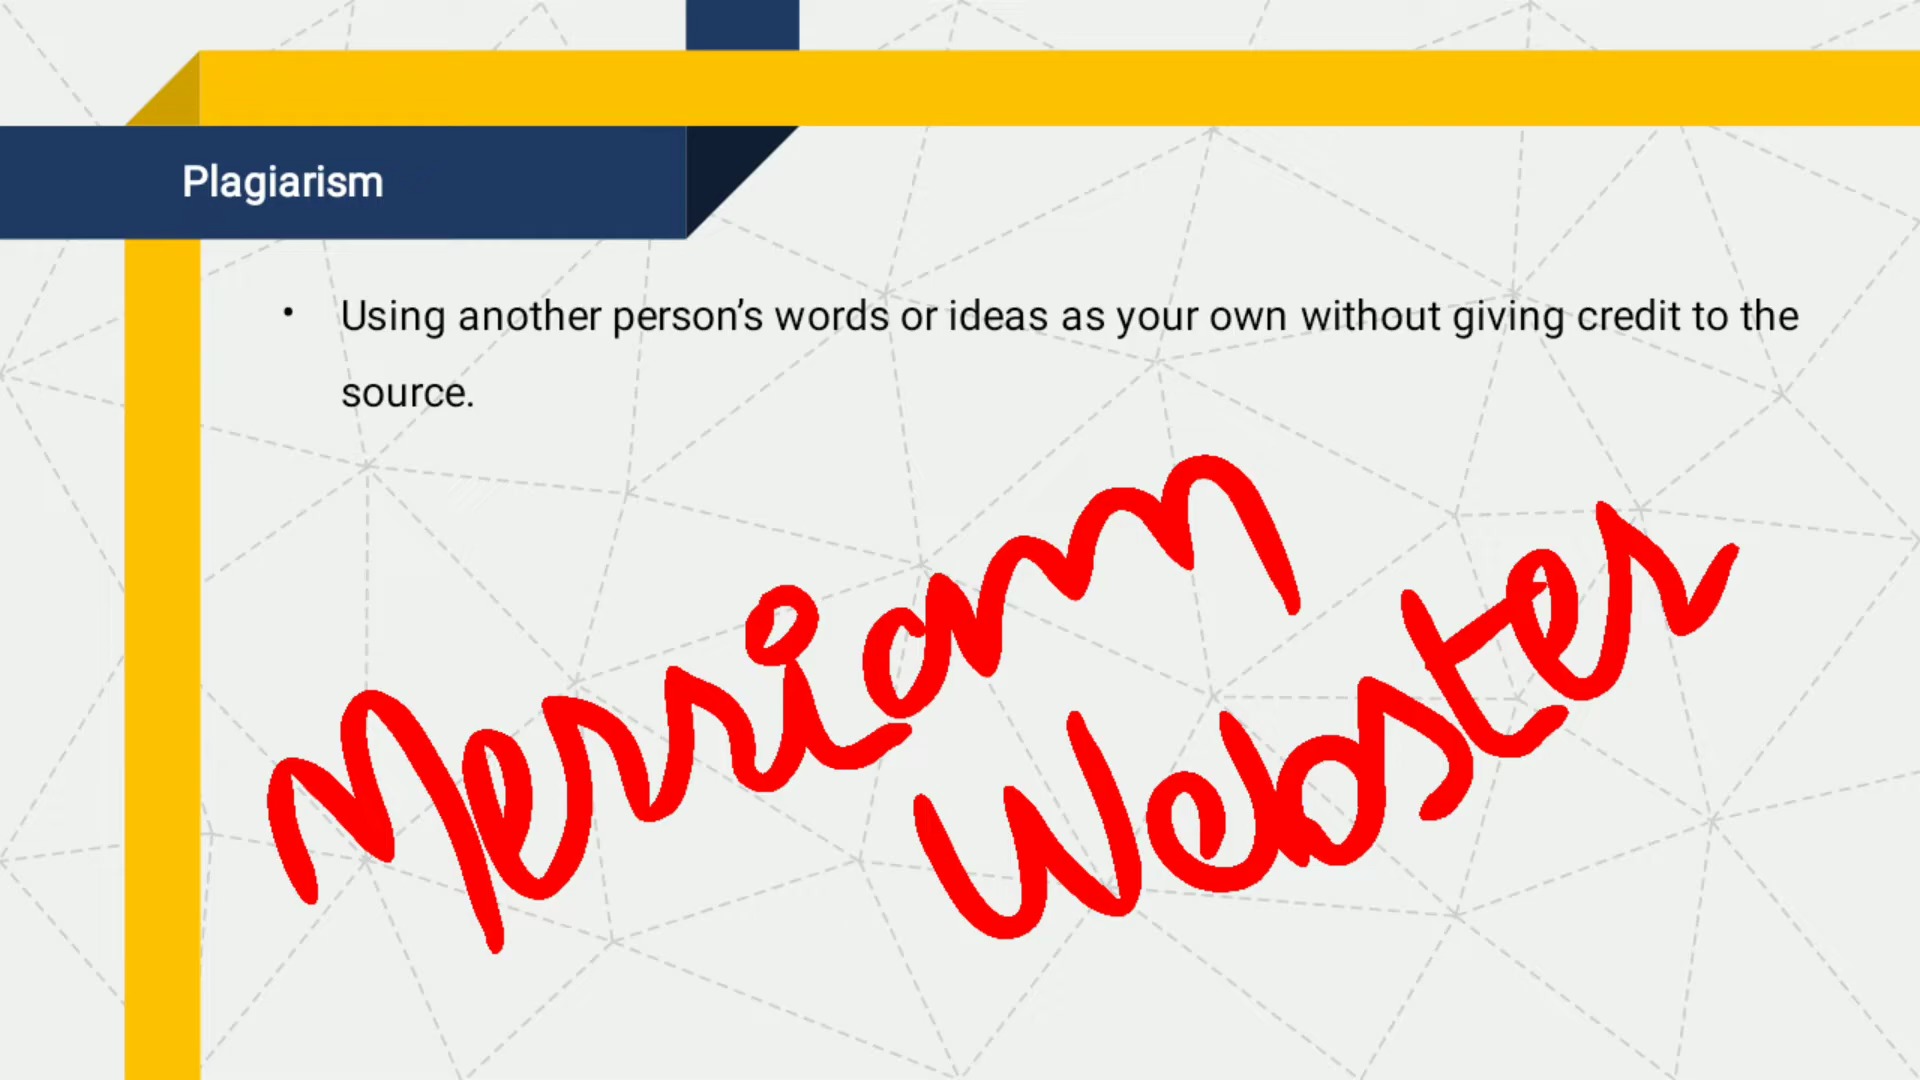 Plagiarism
• Using another person’s words or ideas as your own without giving credit to the
source.
Merriam
Webster